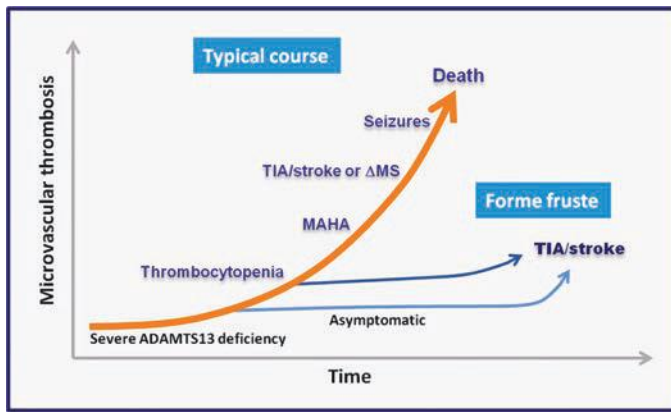 Typical course
Death
Seizures
TIA/stroke or ΔMS
Forme fruste
MAHA
TIA/stroke
Thrombocytopenia
Asymptomatic
Severe ADAMTS13 deficiency
Time
Microvascular thrombosis